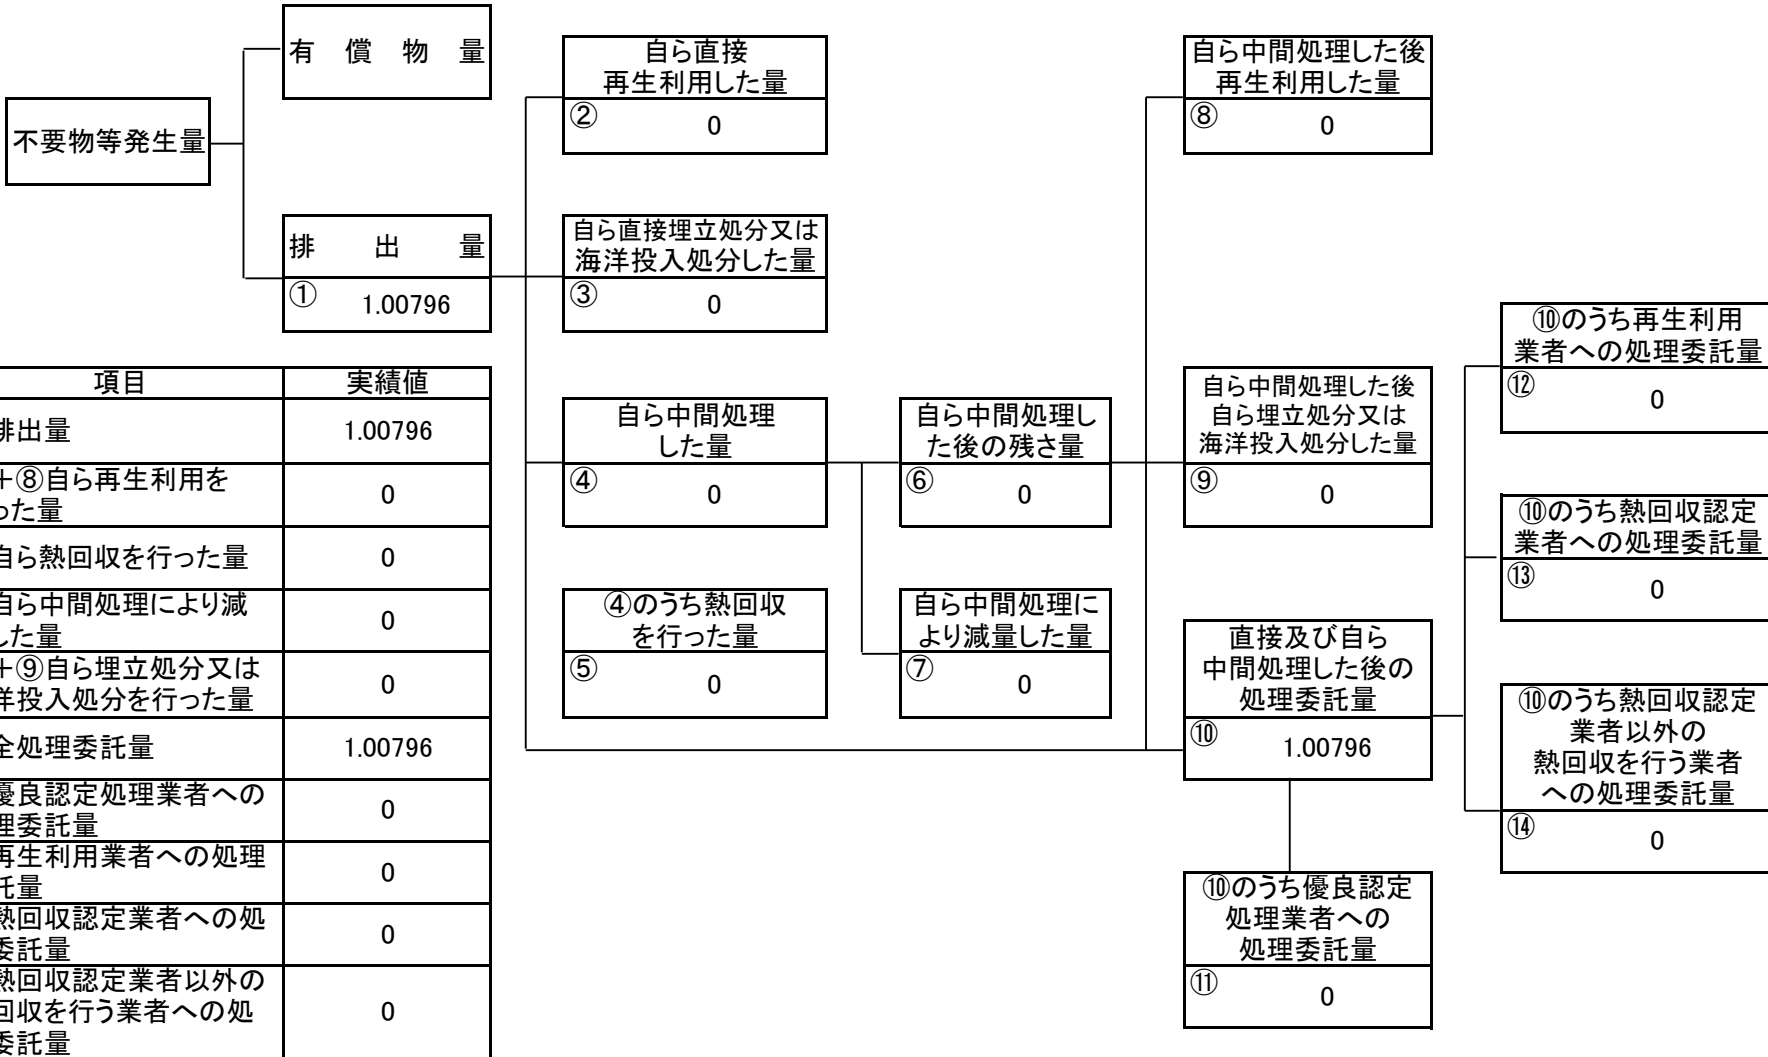 有償物量
不要物等発生量
排出量
① 1.00796
自ら直接
再生利用した量
② 0
自ら直接埋立処分又は
海洋投入処分した量
③ 0
自ら中間処理
した量
④ 0
④のうち熱回収
を行った量
⑤ 0
自ら中間処理し
た後の残さ量
⑥ 0
自ら中間処理に
より減量した量
⑦ 0
自ら中間処理した後
再生利用した量
⑧ 0
自ら中間処理した後
自ら埋立処分又は
海洋投入処分した量
⑨ 0
直接及び自ら
中間処理した後の
処理委託量
⑩ 1.00796
⑩のうち優良認定
処理業者への
処理委託量
⑪ 0
⑩のうち再生利用
業者への処理委託量
⑫ 0
⑩のうち熱回収認定
業者への処理委託量
⑬ 0
⑩のうち熱回収認定
業者以外の
熱回収を行う業者
への処理委託量
⑭ 0
項目 実績値
排出量 1.00796
+⑧自ら再生利用を
った量 0
自ら熱回収を行った量 0
自ら中間処理により減
した量 0
+⑨自ら埋立処分又は
洋投入処分を行った量 0
全処理委託量 1.00796
優良認定処理業者への
理委託量 0
再生利用業者への処理
託量 0
熱回収認定業者への処
委託量 0
熱回収認定業者以外の
回収を行う業者への処
委託量 0